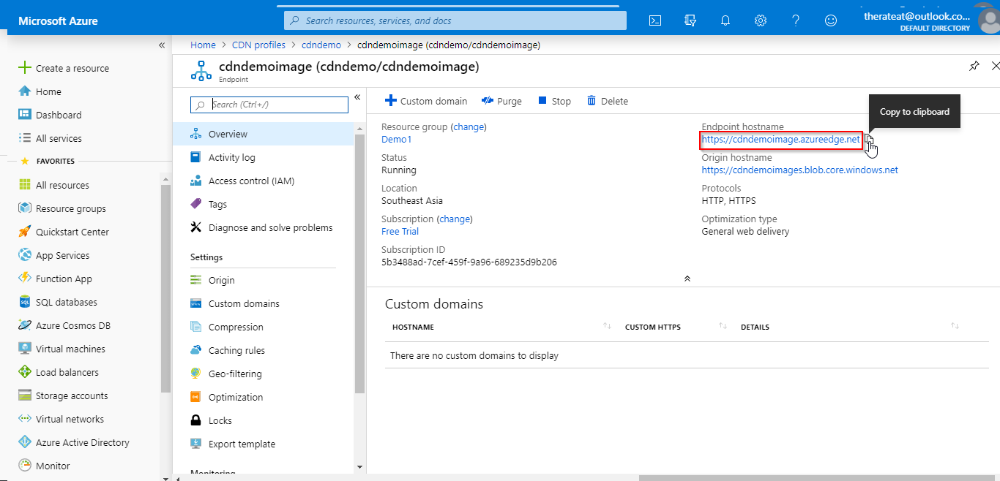 Microsoft Azure
Search resources, services, and docs
therateat@outlook.co...
DEFAULT DIRECTORY
Create a resource
Home
Dashboard
All services
FAVORITES
All resources
Resource groups
Quickstart Center
App Services
Function App
SQL databases
Azure Cosmos DB
Virtual machines
Load balancers
Storage accounts
Virtual networks
Azure Active Directory
Monitor
Home > CDN profiles > cdndemo > cdndemoimage (cdndemo/cdndemoimage)
cdndemoimage (cdndemo/cdndemoimage)
Endpoint
Search (Ctrl+/)
Overview
Activity log
Access control (IAM)
Tags
Diagnose and solve problems
Settings
Origin
Custom domains
Compression
Caching rules
Geo-filtering
Optimization
Locks
Export template
Monitoring
Custom domain Purge Stop Delete
Copy to clipboard
Resource group (change)
Demo1
Status
Running
Location
Southeast Asia
Subscription (change)
Free Trial
Subscription ID
5b3488ad-7cef-459f-9a96-689235d9b206
Endpoint hostname
https://cdndemoimage.azureedge.net
Origin hostname
https://cdndemoimages.blob.core.windows.net
Protocols
HTTP, HTTPS
Optimization type
General web delivery
Custom domains
HOSTNAME CUSTOM HTTPS DETAILS
There are no custom domains to display